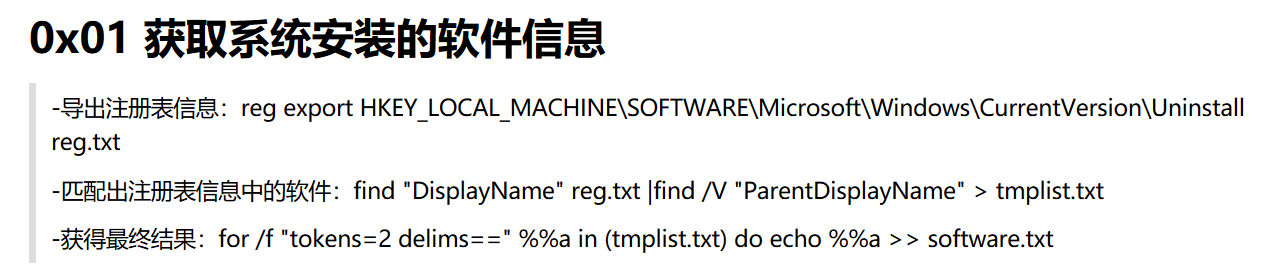 0x01 获取系统安装的软件信息
-导出注册表信息：reg export HKEY_LOCAL_MACHINE\SOFTWARE\Microsoft\Windows\CurrentVersion\Uninstall
reg.txt
-匹配出注册表信息中的软件：find "DisplayName" reg.txt |find /V "ParentDisplayName" > tmplist.txt
-获得最终结果：for /f "tokens=2 delims==" %%a in (tmplist.txt) do echo %%a >> software.txt